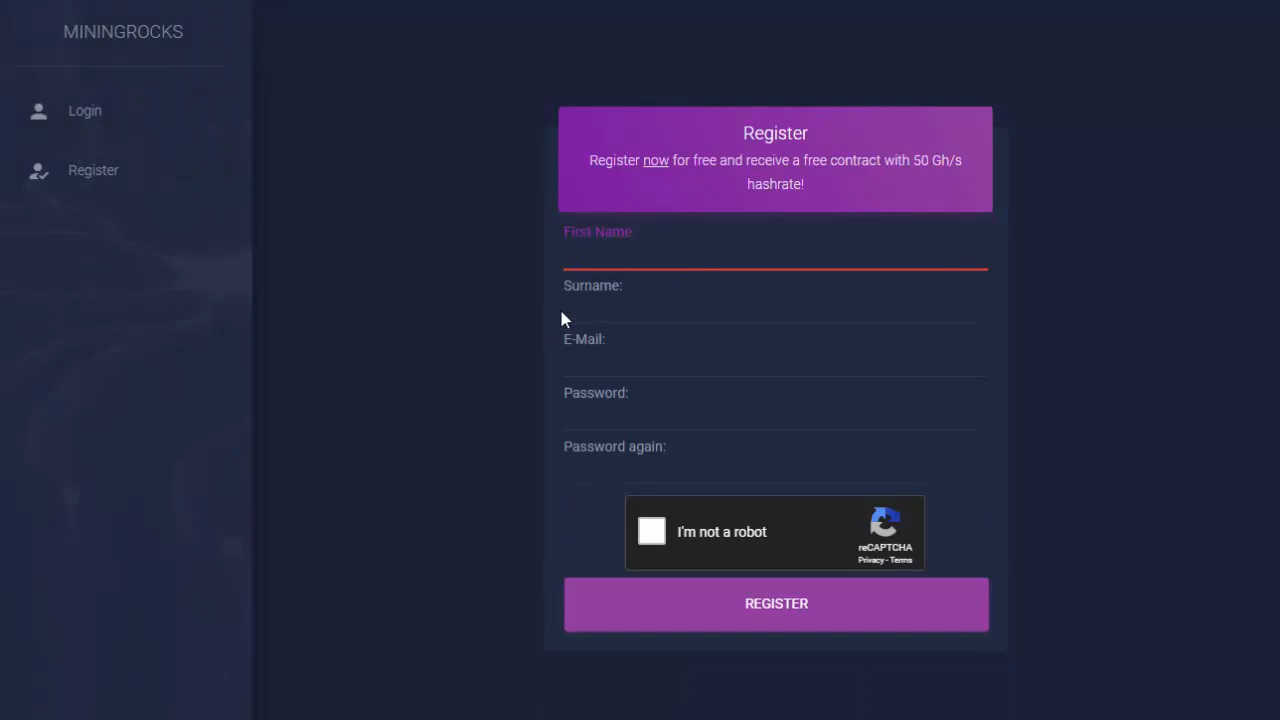 MININGROCKS
Login
Register
Register
Register now for free and receive a free contract with 50 Gh/s
hashrate!
First Name
Surname:
E-Mail:
Password:
Password again:
I'm not a robot
reCAPTCHA
Privacy - Terms
REGISTER